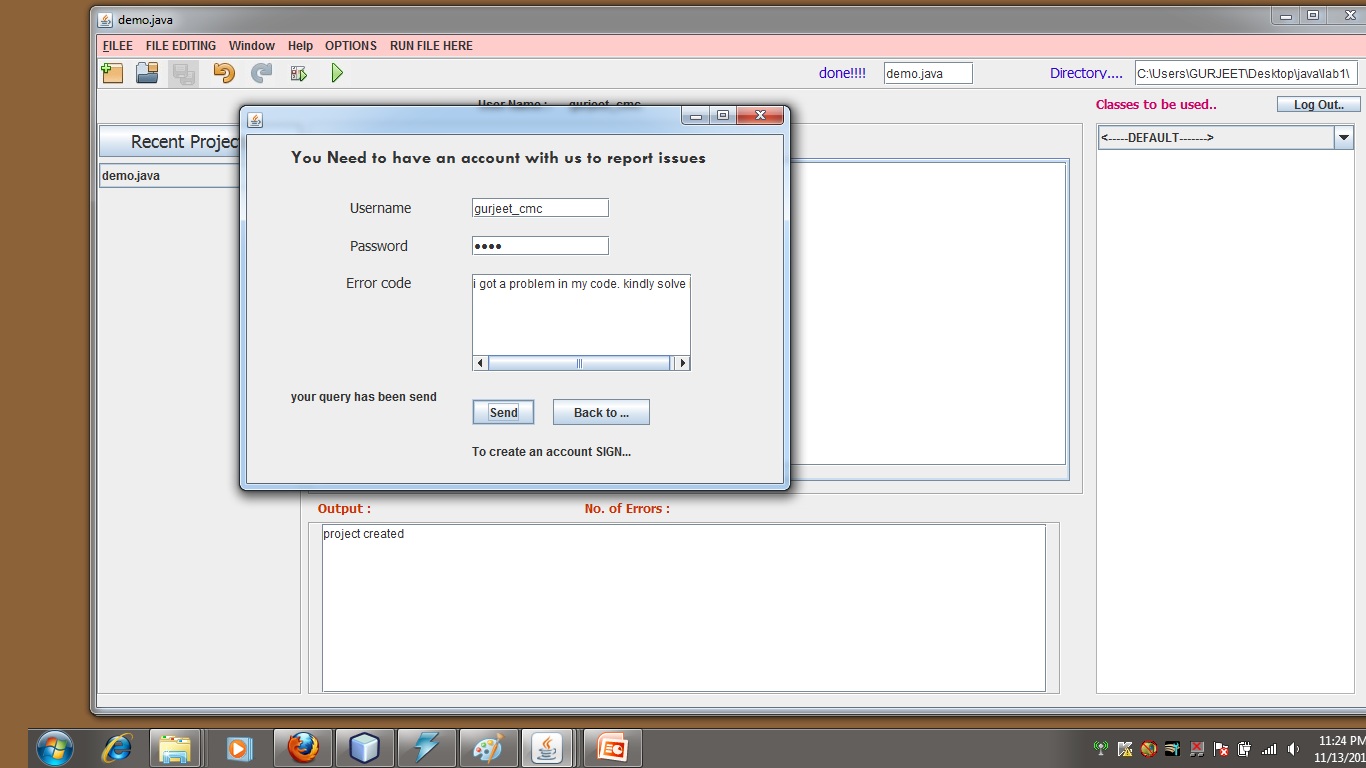 demo.java
FILEE FILE EDITING Window Help OPTIONS RUN FILE HERE
done!!!! demo.java Directory.... C:\Users\GURJEET\Desktop\java\lab1\
User Name : gurjeet_cmc
Classes to be used.. Log Out..
Recent Projec
<-----DEFAULT------->
demo.java
You Need to have an account with us to report issues
Username gurjeet_cmc
Password ••••
Error code i got a problem in my code. kindly solve
your query has been send
Send Back to ...
To create an account SIGN...
Output : No. of Errors :
project created
11:24 PM
11/13/201